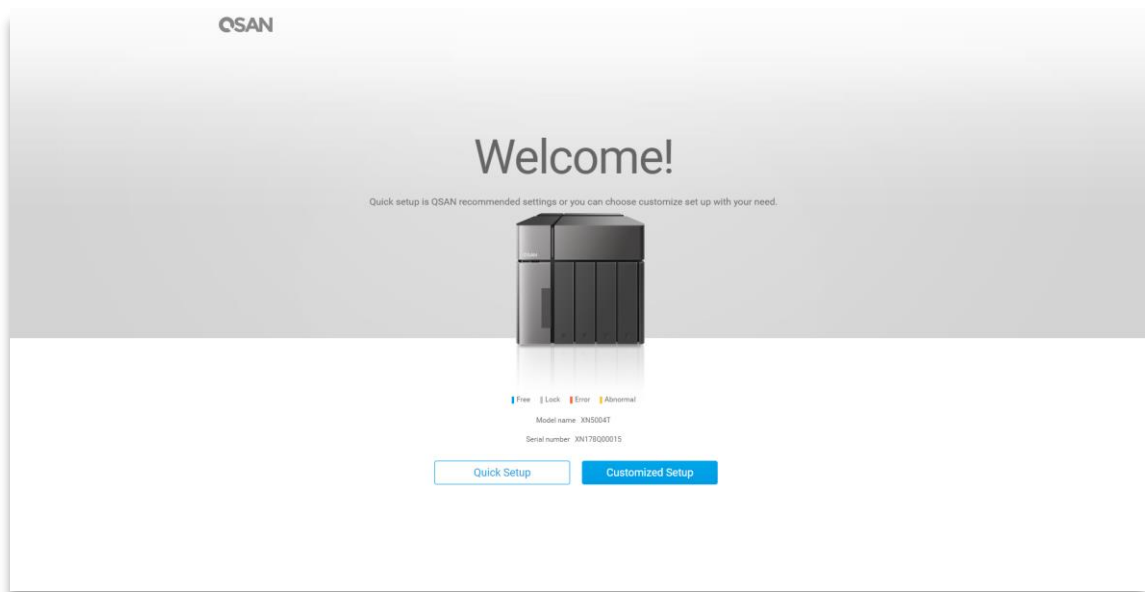 QSAN
Welcome!
Quick setup is QSAN recommended settings or you can choose customize set up with your need.
QSAN
Free Lock Error Abnormal
Model name XN5004T
Serial number XN178Q00015
Quick Setup Customized Setup